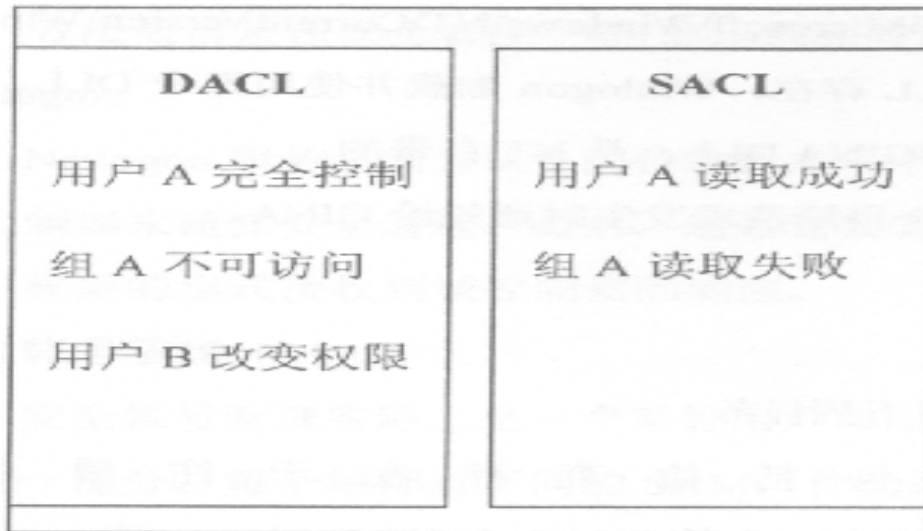 DACL
用户 A 完全控制
组 A 不可访问
用户 B 改变权限
SACL
用户 A 读取成功
组 A 读取失败